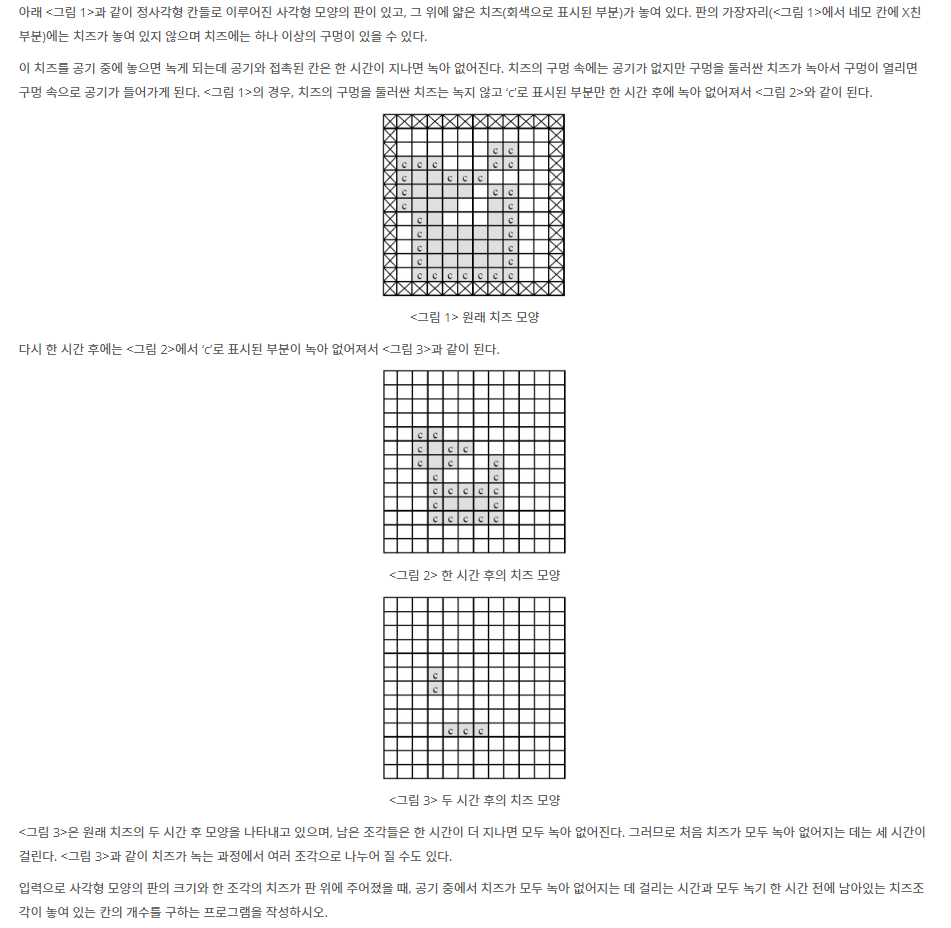 아래 <그림 1>과 같이 정사각형 칸들로 이루어진 사각형 모양의 판이 있고, 그 위에 얇은 치즈(회색으로 표시된 부분)가 놓여 있다. 판의 가장자리(<그림 1>에서 네모 칸에 X친
부분)에는 치즈가 놓여 있지 않으며 치즈에는 하나 이상의 구멍이 있을 수 있다.
이 치즈를 공기 중에 놓으면 녹게 되는데 공기와 접촉된 칸은 한 시간이 지나면 녹아 없어진다. 치즈의 구멍 속에는 공기가 없지만 구멍을 둘러싼 치즈가 녹아서 구멍이 열리면
구멍 속으로 공기가 들어가게 된다. <그림 1>의 경우, 치즈의 구멍을 둘러싼 치즈는 녹지 않고 ‘c’로 표시된 부분만 한 시간 후에 녹아 없어져서 <그림 2>와 같이 된다.
c c
c c c c c
c c c c
c c c
c c
c c
c c
c c
c c
c c c c c c c
<그림 1> 원래 치즈 모양
다시 한 시간 후에는 <그림 2>에서 ‘c’로 표시된 부분이 녹아 없어져서 <그림 3>과 같이 된다.
c c
c c c
c c c
c c
c c c c c
c c
c c c c c
<그림 2> 한 시간 후의 치즈 모양
c
c
c c c
<그림 3> 두 시간 후의 치즈 모양
<그림 3>은 원래 치즈의 두 시간 후 모양을 나타내고 있으며, 남은 조각들은 한 시간이 더 지나면 모두 녹아 없어진다. 그러므로 처음 치즈가 모두 녹아 없어지는 데는 세 시간이
걸린다. <그림 3>과 같이 치즈가 녹는 과정에서 여러 조각으로 나누어 질 수도 있다.
입력으로 사각형 모양의 판의 크기와 한 조각의 치즈가 판 위에 주어졌을 때, 공기 중에서 치즈가 모두 녹아 없어지는 데 걸리는 시간과 모두 녹기 한 시간 전에 남아있는 치즈조
각이 놓여 있는 칸의 개수를 구하는 프로그램을 작성하시오.